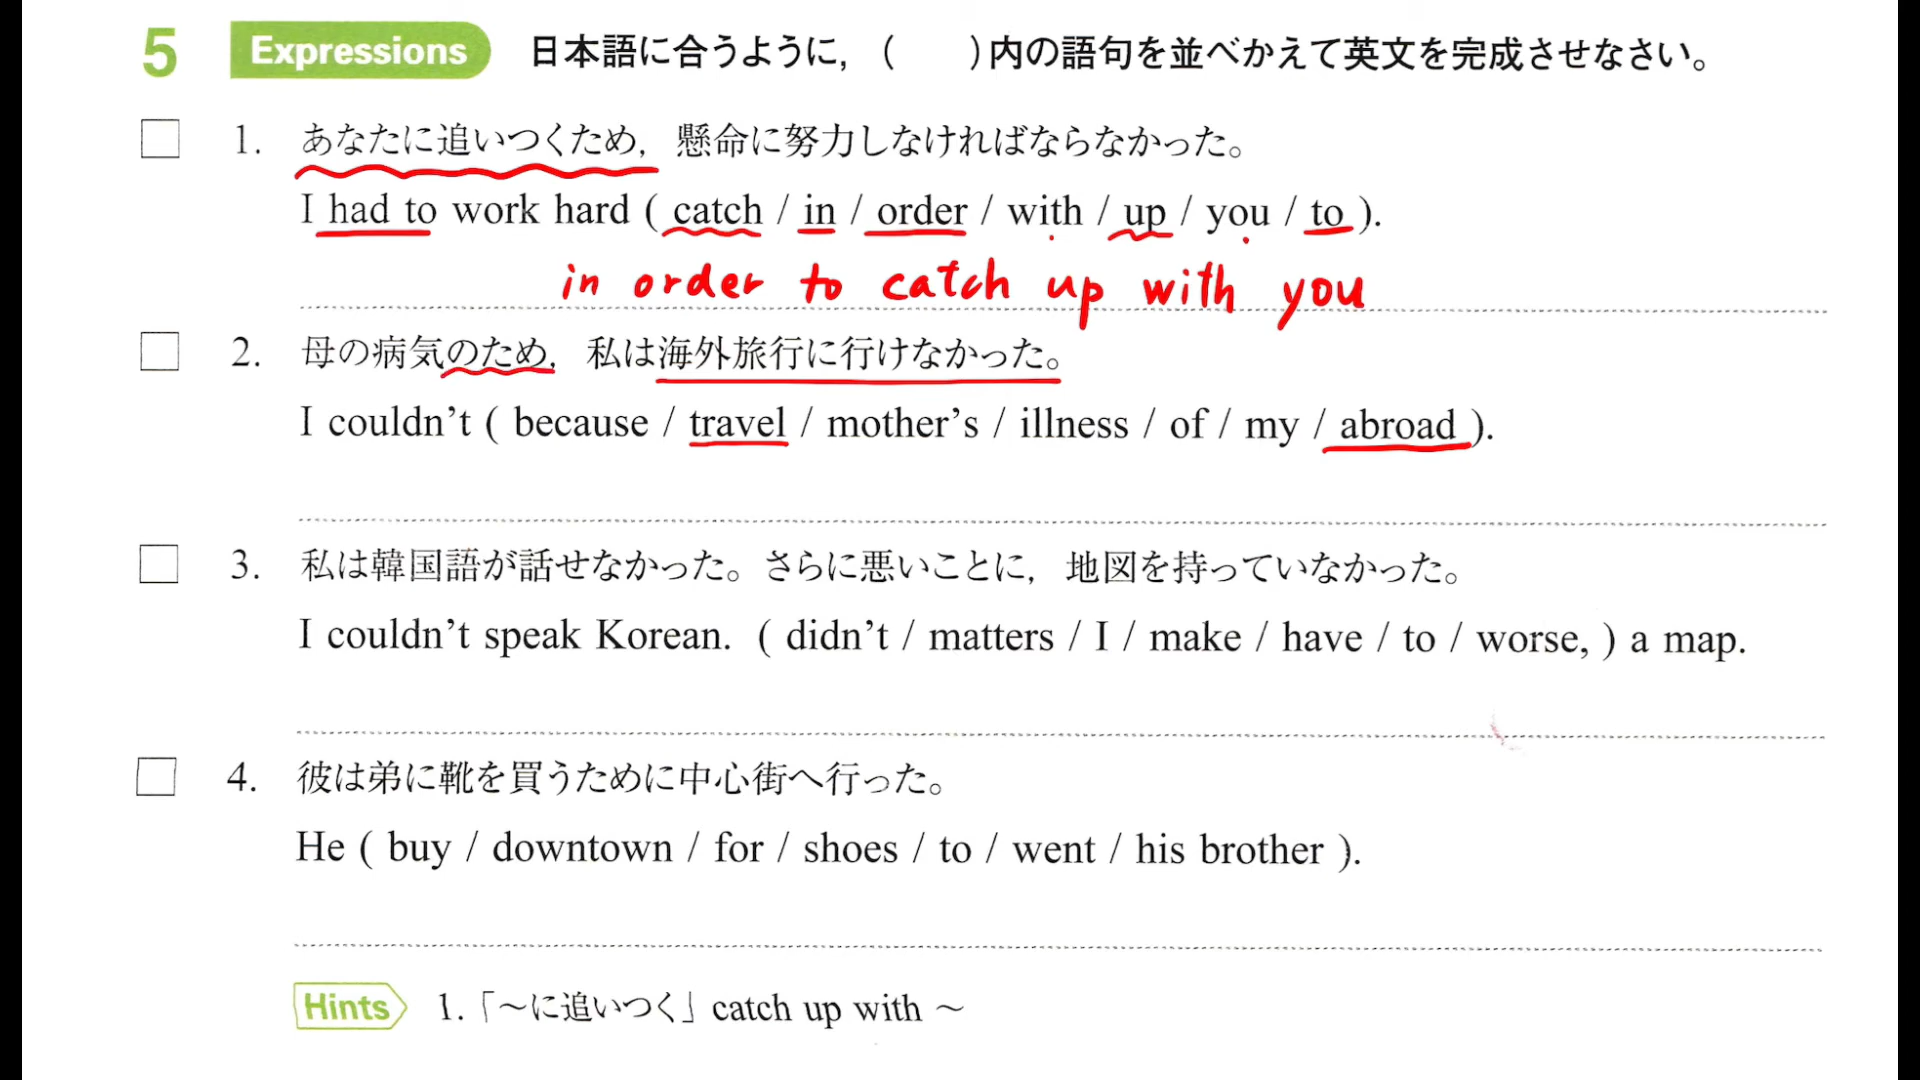 5 Expressions 日本語に合うように,(　　)内の語句を並べかえて英文を完成させなさい。
1. あなたに追いつくため,懸命に努力しなければならなかった。
I had to work hard ( catch / in / order / with / up / you / to ).
in order to catch up with you
2. 母の病気のため,私は海外旅行に行けなかった。
I couldn't ( because / travel / mother's / illness / of / my / abroad ).
3. 私は韓国語が話せなかった。さらに悪いことに,地図を持っていなかった。
I couldn't speak Korean. ( didn't / matters / I / make / have / to / worse, ) a map.
4. 彼は弟に靴を買うために中心街へ行った。
He ( buy / downtown / for / shoes / to / went / his brother ).
Hints 1.「～に追いつく」catch up with ～